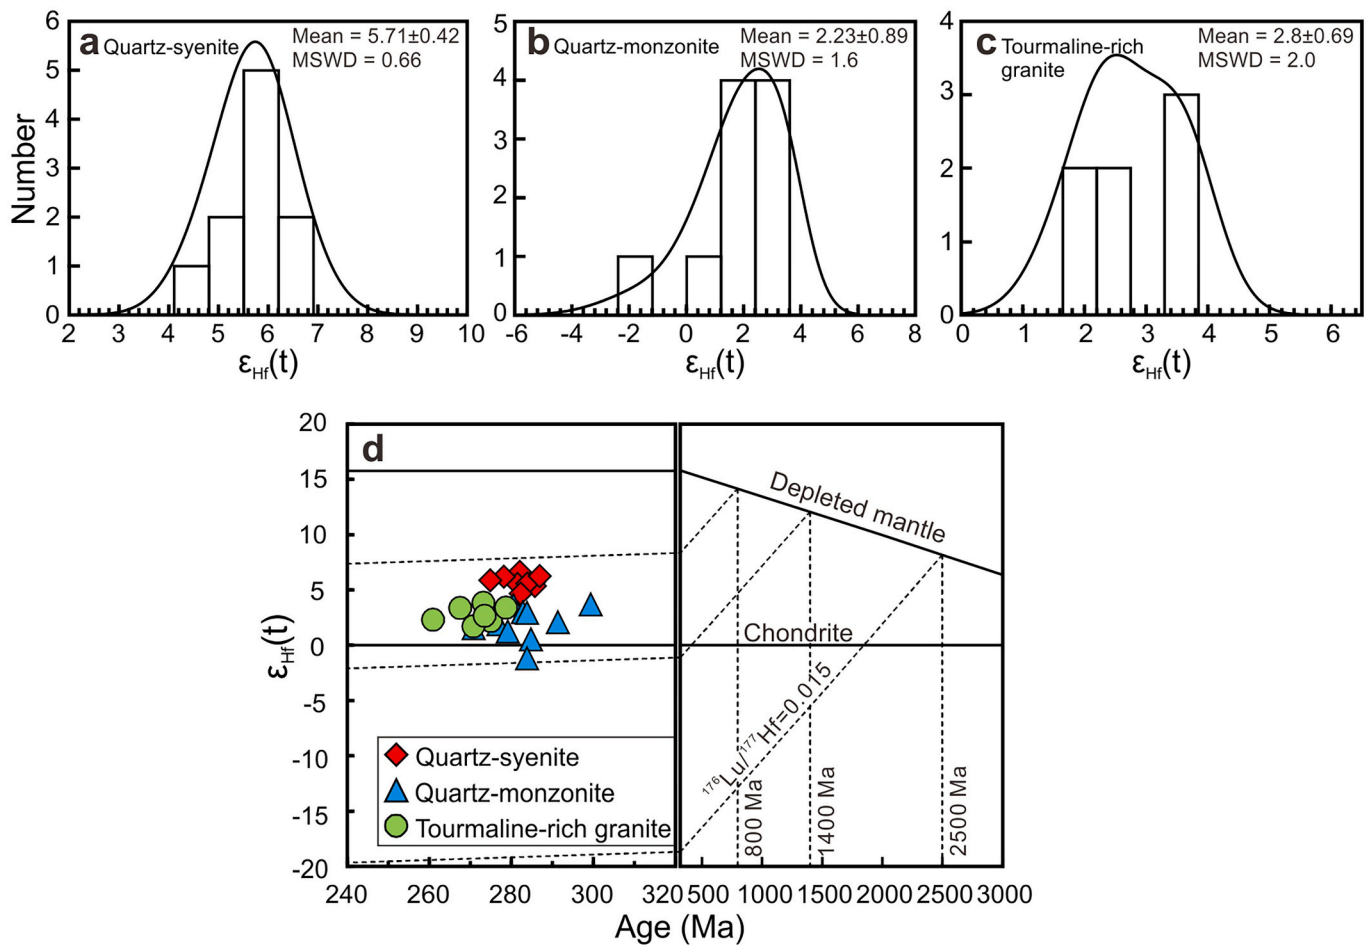 a Quartz-syenite
Mean = 5.71±0.42
MSWD = 0.66
Number
6
5
4
3
2
1
0
2 3 4 5 6 7 8 9 10
εHf(t)
b Quartz-monzonite
Mean = 2.23±0.89
MSWD = 1.6
5
4
3
2
1
0
-6 -4 -2 0 2 4 6 8
εHf(t)
c Tourmaline-rich
granite
Mean = 2.8±0.69
MSWD = 2.0
4
3
2
1
0
0 1 2 3 4 5 6
εHf(t)
d
εHf(t)
20
15
10
5
0
-5
-10
-15
-20
Depleted mantle
Chondrite
¹⁷⁶Lu/¹⁷⁷Hf=0.015
800 Ma
1400 Ma
2500 Ma
Quartz-syenite
Quartz-monzonite
Tourmaline-rich granite
240 260 280 300 320 500 1000 1500 2000 2500 3000
Age (Ma)